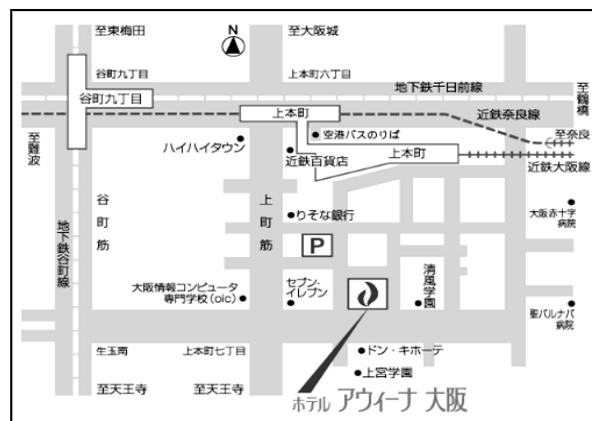 至東梅田
N
至大阪城
谷町九丁目
上本町六丁目
地下鉄千日前線
至鶴橋
谷町九丁目
上本町
近鉄奈良線
至難波
ハイハイタウン
空港バスのりば
近鉄百貨店
上本町
至奈良
近鉄大阪線
谷町筋
上町筋
りそな銀行
大阪赤十字
病院
P
地下鉄谷町線
大阪情報コンピュータ
専門学校(oic)
セブン-
イレブン
清風学園
聖バルナバ
病院
生玉南
上本町七丁目
ドン・キホーテ
上宮学園
至天王寺
至天王寺
ホテル アウィーナ 大阪